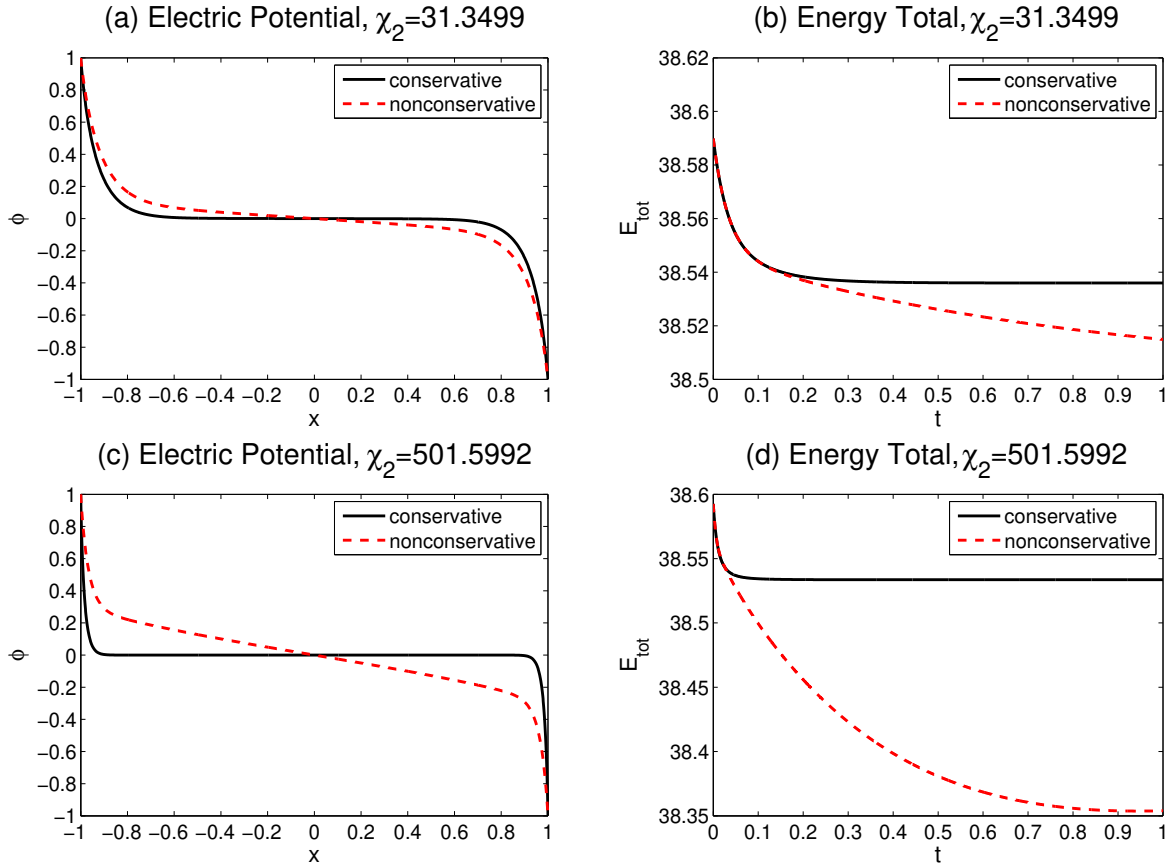 (a) Electric Potential, χ₂=31.3499
1
0.8
0.6
0.4
0.2
0
−0.2
−0.4
−0.6
−0.8
−1
ϕ
conservative
nonconservative
−1 −0.8 −0.6 −0.4 −0.2 0 0.2 0.4 0.6 0.8 1
x
(b) Energy Total, χ₂=31.3499
38.62
38.6
38.58
38.56
38.54
38.52
38.5
E_tot
conservative
nonconservative
0 0.1 0.2 0.3 0.4 0.5 0.6 0.7 0.8 0.9 1
t
(c) Electric Potential, χ₂=501.5992
1
0.8
0.6
0.4
0.2
0
−0.2
−0.4
−0.6
−0.8
−1
ϕ
conservative
nonconservative
−1 −0.8 −0.6 −0.4 −0.2 0 0.2 0.4 0.6 0.8 1
x
(d) Energy Total, χ₂=501.5992
38.6
38.55
38.5
38.45
38.4
38.35
E_tot
conservative
nonconservative
0 0.1 0.2 0.3 0.4 0.5 0.6 0.7 0.8 0.9 1
t